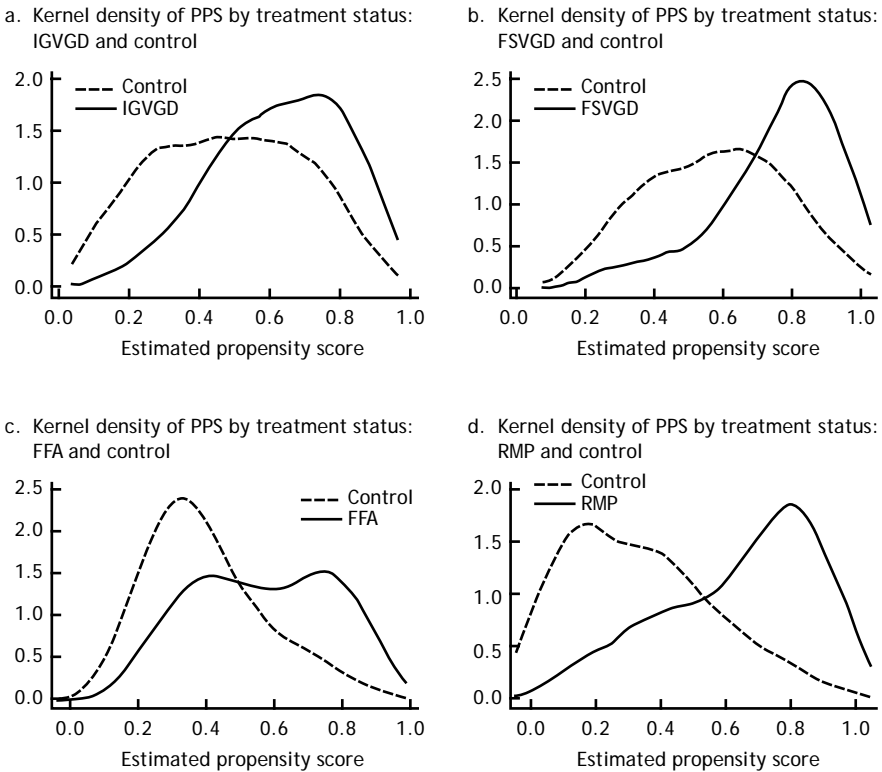 a. Kernel density of PPS by treatment status:
IGVGD and control
2.0
1.5
1.0
0.5
0.0
Control
IGVGD
0.0 0.2 0.4 0.6 0.8 1.0
Estimated propensity score
b. Kernel density of PPS by treatment status:
FSVGD and control
2.5
2.0
1.5
1.0
0.5
0.0
Control
FSVGD
0.0 0.2 0.4 0.6 0.8 1.0
Estimated propensity score
c. Kernel density of PPS by treatment status:
FFA and control
2.5
2.0
1.5
1.0
0.5
0.0
Control
FFA
0.0 0.2 0.4 0.6 0.8 1.0
Estimated propensity score
d. Kernel density of PPS by treatment status:
RMP and control
2.0
1.5
1.0
0.5
0.0
Control
RMP
0.0 0.2 0.4 0.6 0.8 1.0
Estimated propensity score